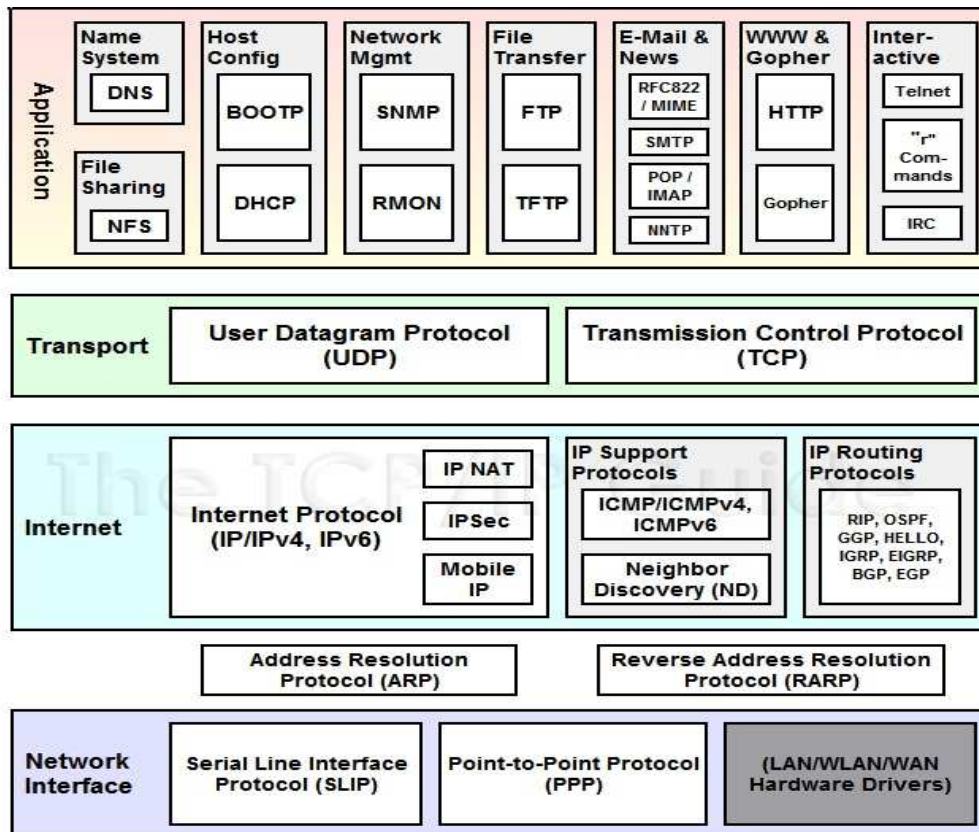 Application
Name
System
DNS
File
Sharing
NFS
Host
Config
BOOTP
DHCP
Network
Mgmt
SNMP
RMON
File
Transfer
FTP
TFTP
E-Mail &
News
RFC822
/ MIME
SMTP
POP /
IMAP
NNTP
WWW &
Gopher
HTTP
Gopher
Inter-
active
Telnet
"r"
Com-
mands
IRC
Transport
User Datagram Protocol
(UDP)
Transmission Control Protocol
(TCP)
The TCP/IP Guide
Internet
Internet Protocol
(IP/IPv4, IPv6)
IP NAT
IPSec
Mobile
IP
IP Support
Protocols
ICMP/ICMPv4,
ICMPv6
Neighbor
Discovery (ND)
IP Routing
Protocols
RIP, OSPF,
GGP, HELLO,
IGRP, EIGRP,
BGP, EGP
Address Resolution
Protocol (ARP)
Reverse Address Resolution
Protocol (RARP)
Network
Interface
Serial Line Interface
Protocol (SLIP)
Point-to-Point Protocol
(PPP)
(LAN/WLAN/WAN
Hardware Drivers)